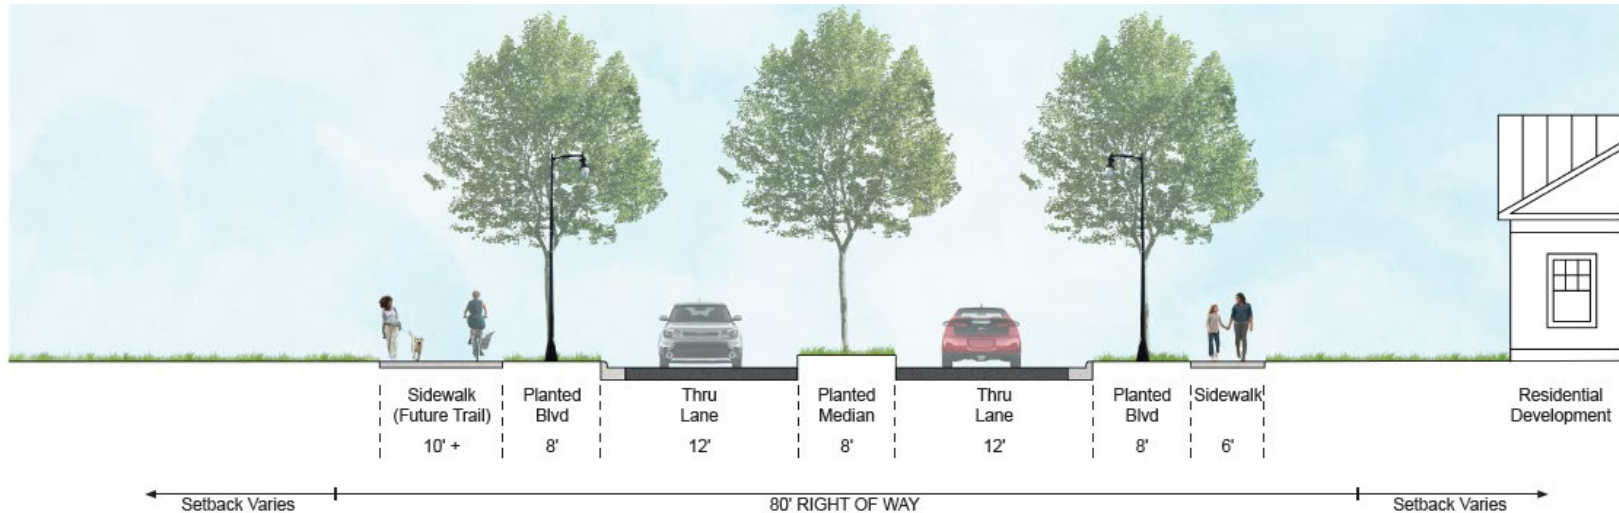 Sidewalk
(Future Trail)
10' +
Planted
Blvd
8'
Thru
Lane
12'
Planted
Median
8'
Thru
Lane
12'
Planted
Blvd
8'
Sidewalk
6'
Residential
Development
Setback Varies
80' RIGHT OF WAY
Setback Varies